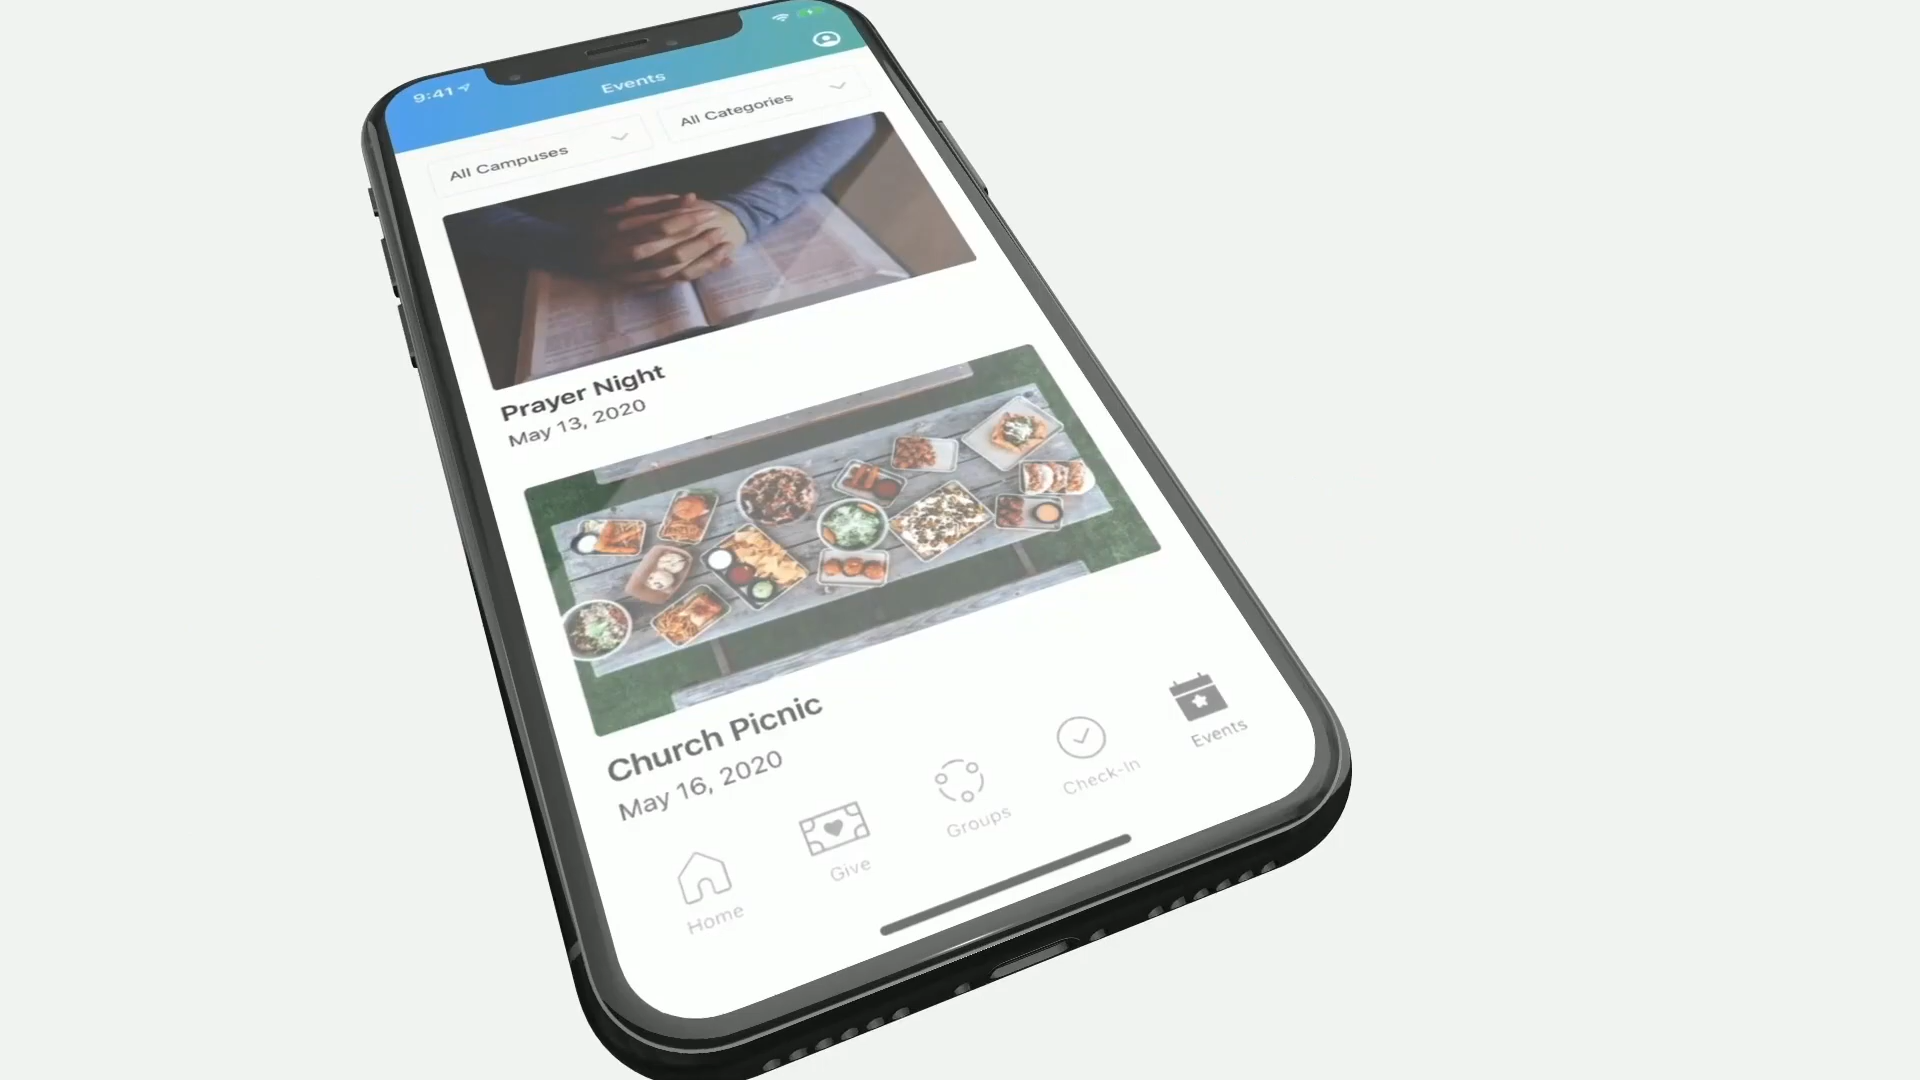 9:41
Events
All Campuses
All Categories
Prayer Night
May 13, 2020
Church Picnic
May 16, 2020
Home
Give
Groups
Check-In
Events